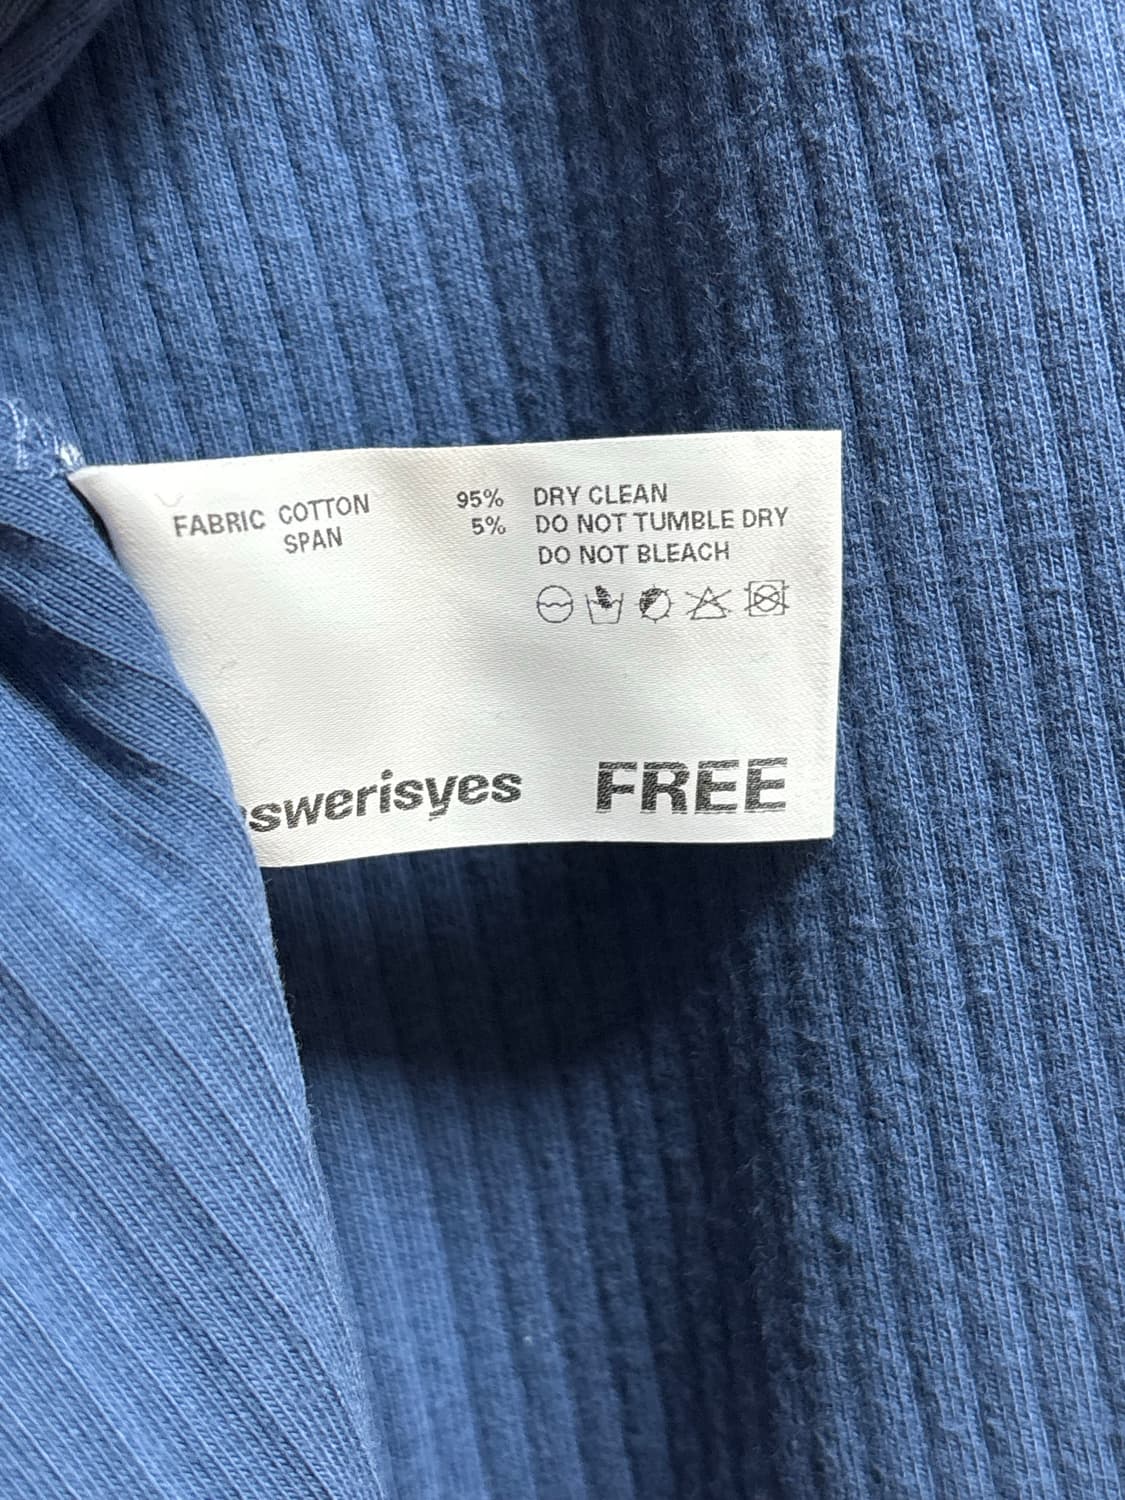 FABRIC COTTON 95%
SPAN 5%
DRY CLEAN
DO NOT TUMBLE DRY
DO NOT BLEACH
swerisyes FREE